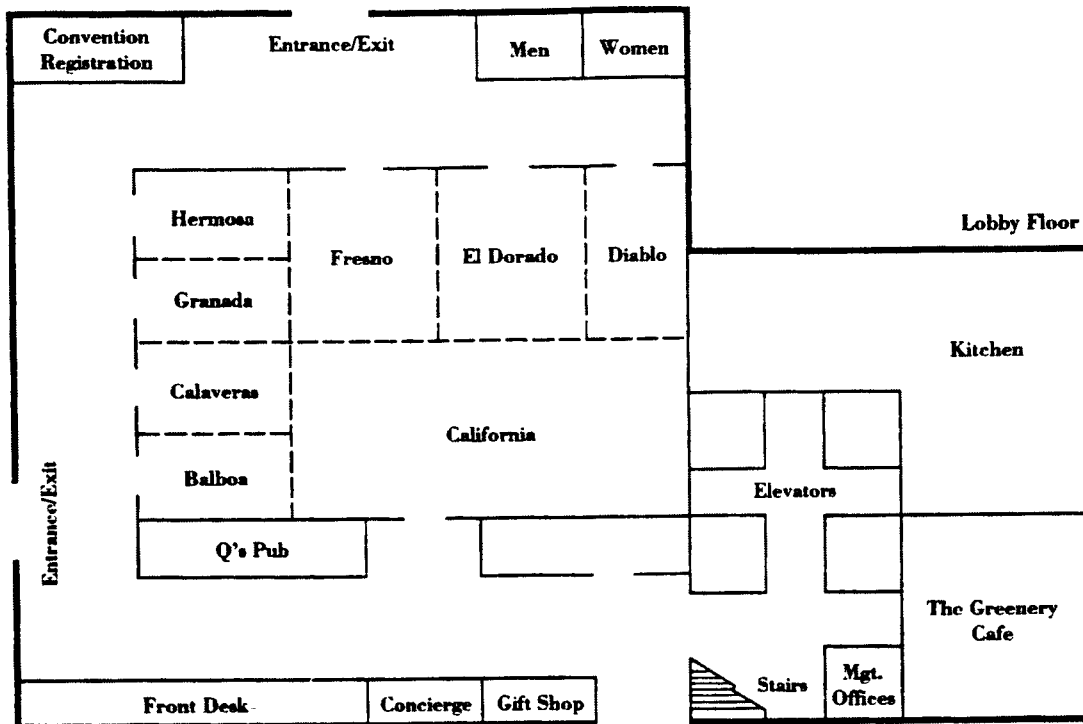 Convention
Registration
Entrance/Exit
Men
Women
Lobby Floor
Hermosa
Fresno
El Dorado
Diablo
Granada
Kitchen
Calaveras
California
Balboa
Elevators
Entrance/Exit
Q's Pub
The Greenery
Cafe
Front Desk
Concierge
Gift Shop
Stairs
Mgt.
Offices